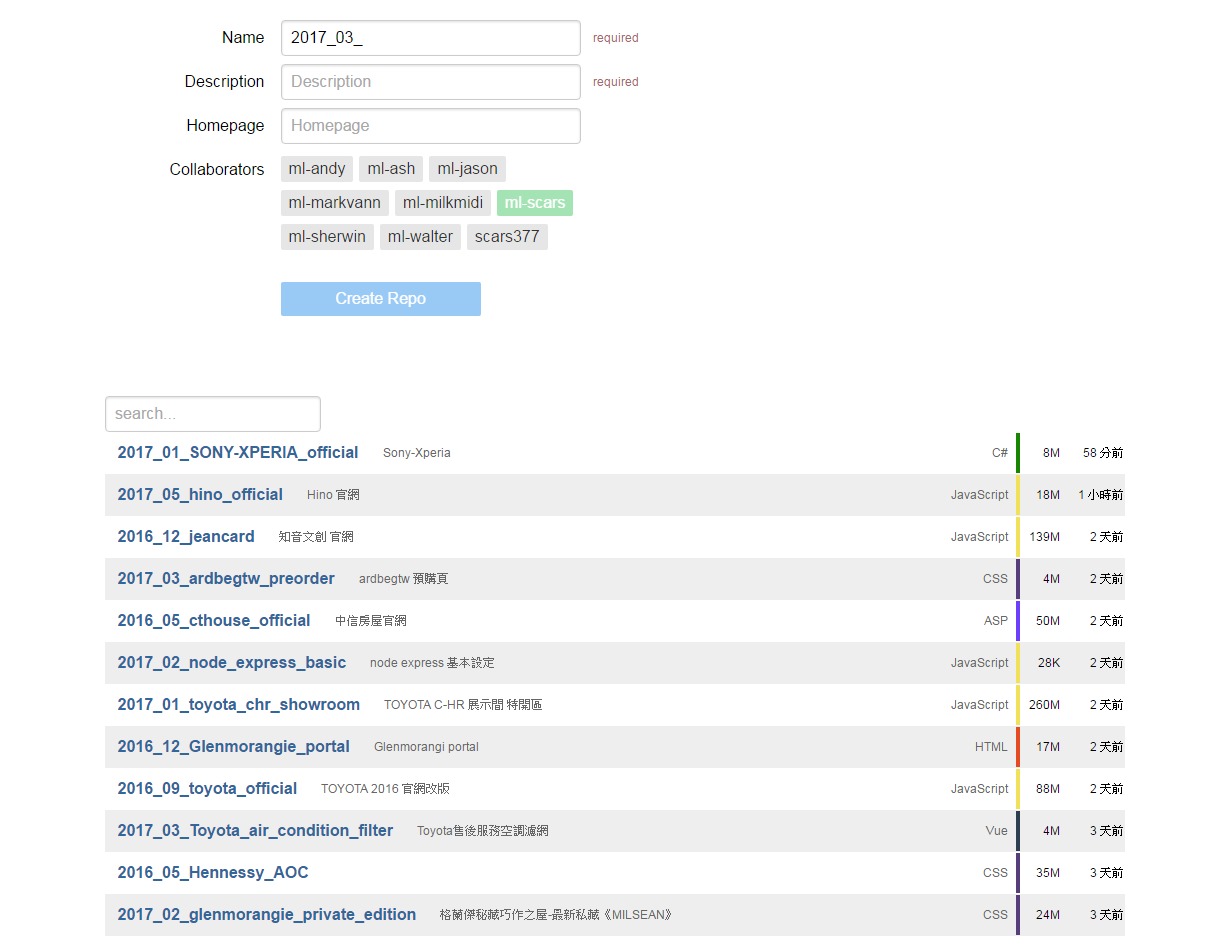 Name 2017_03_ required
Description Description required
Homepage Homepage
Collaborators ml-andy ml-ash ml-jason
ml-markvann ml-milkmidi ml-scars
ml-sherwin ml-walter scars377
Create Repo
search...
2017_01_SONY-XPERIA_official Sony-Xperia C# 8M 58 分前
2017_05_hino_official Hino 官網 JavaScript 18M 1 小時前
2016_12_jeancard 知音文創 官網 JavaScript 139M 2 天前
2017_03_ardbegtw_preorder ardbegtw 預購頁 CSS 4M 2 天前
2016_05_cthouse_official 中信房屋官網 ASP 50M 2 天前
2017_02_node_express_basic node express 基本設定 JavaScript 28K 2 天前
2017_01_toyota_chr_showroom TOYOTA C-HR 展示間 特開區 JavaScript 260M 2 天前
2016_12_Glenmorangie_portal Glenmorangi portal HTML 17M 2 天前
2016_09_toyota_official TOYOTA 2016 官網改版 JavaScript 88M 2 天前
2017_03_Toyota_air_condition_filter Toyota售後服務空調濾網 Vue 4M 3 天前
2016_05_Hennessy_AOC CSS 35M 3 天前
2017_02_glenmorangie_private_edition 格蘭傑秘藏巧作之屋-最新私藏《MILSEAN》 CSS 24M 3 天前